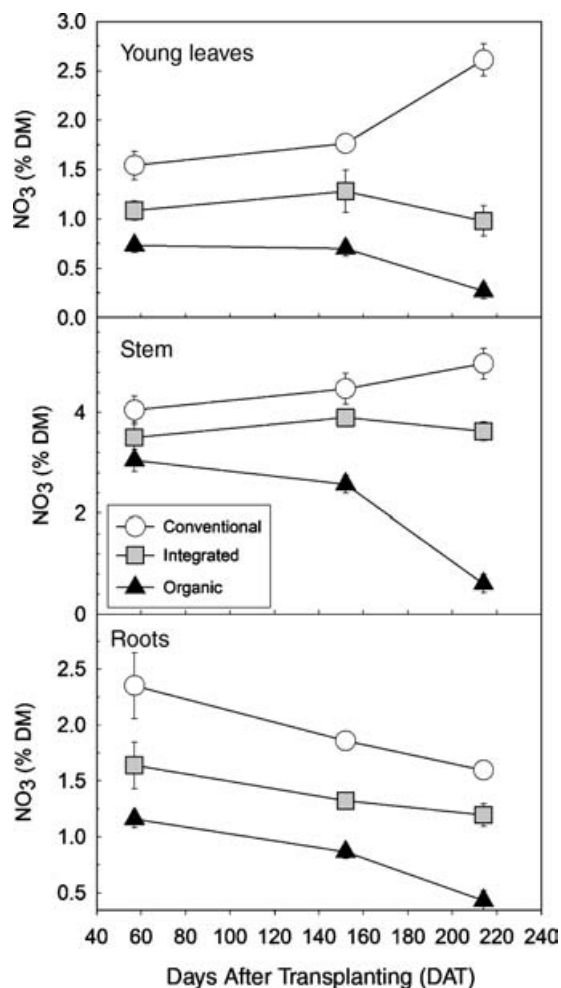 Young leaves
NO3 (% DM)
3.0
2.5
2.0
1.5
1.0
0.5
0.0
Stem
NO3 (% DM)
4
2
0
Conventional
Integrated
Organic
Roots
NO3 (% DM)
2.5
2.0
1.5
1.0
0.5
40 60 80 100 120 140 160 180 200 220 240
Days After Transplanting (DAT)